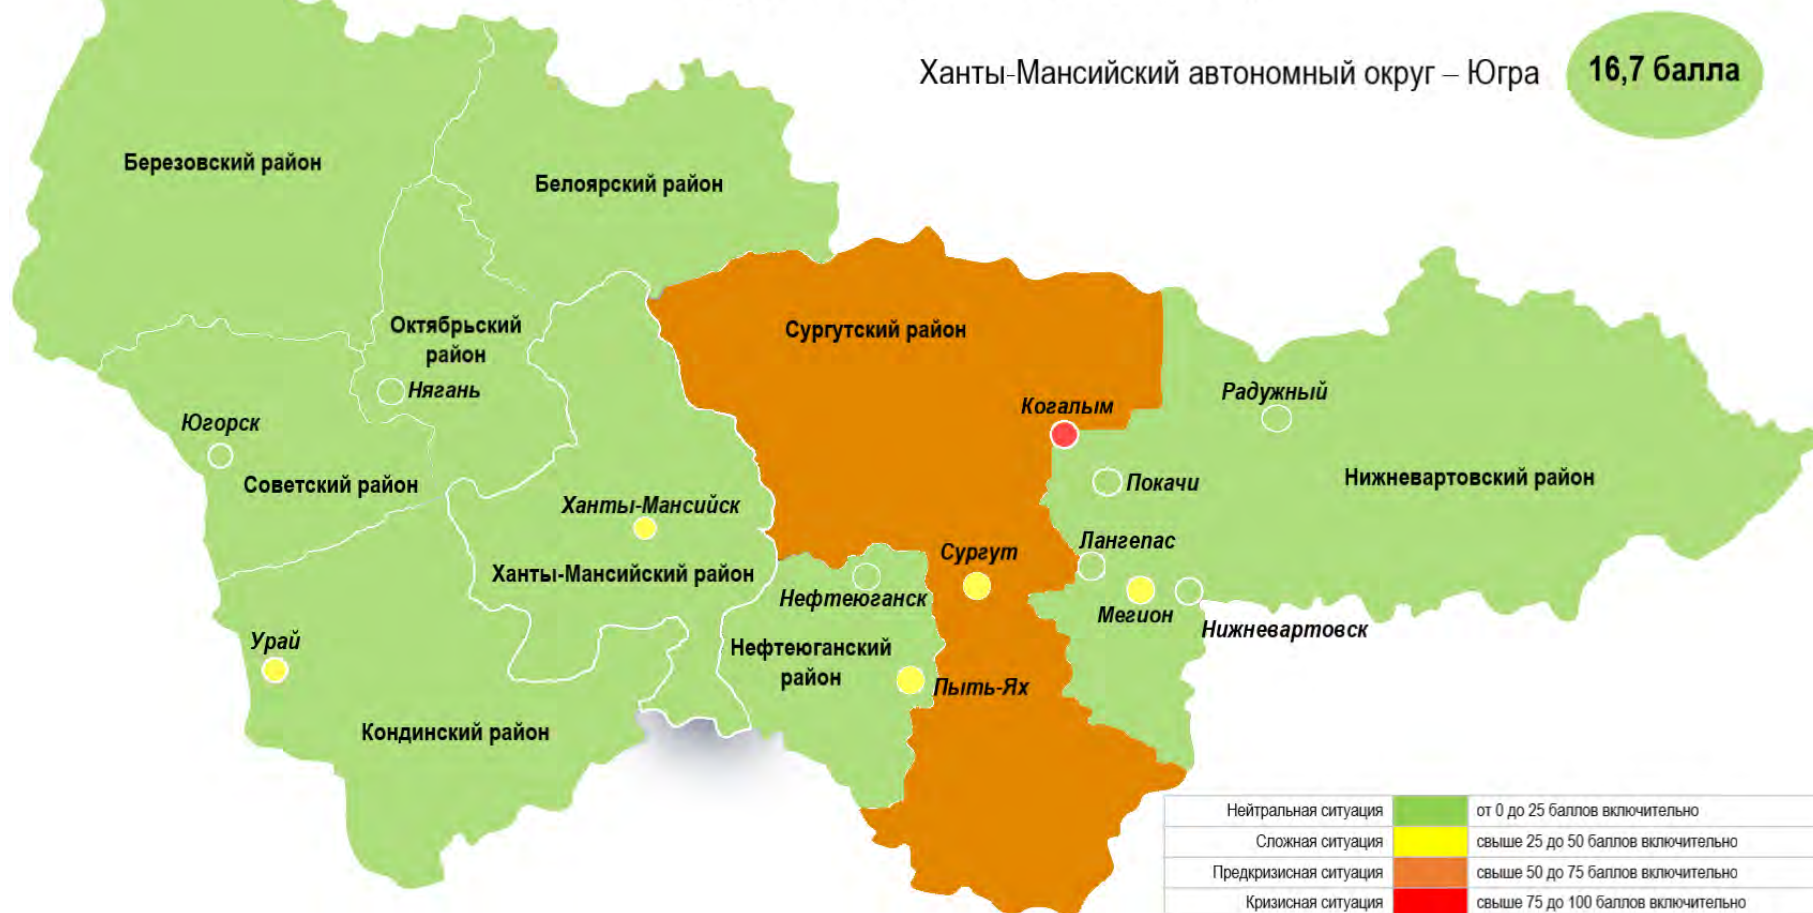 Ханты-Мансийский автономный округ – Югра
16,7 балла
Березовский район
Белоярский район
Октябрьский
район
Нягань
Сургутский район
Югорск
Советский район
Когалым
Радужный
Покачи
Нижневартовский район
Ханты-Мансийск
Ханты-Мансийский район
Сургут
Лангепас
Нефтеюганск
Мегион
Нижневартовск
Урай
Нефтеюганский
район
Пыть-Ях
Кондинский район
Нейтральная ситуация от 0 до 25 баллов включительно
Сложная ситуация свыше 25 до 50 баллов включительно
Предкризисная ситуация свыше 50 до 75 баллов включительно
Кризисная ситуация свыше 75 до 100 баллов включительно